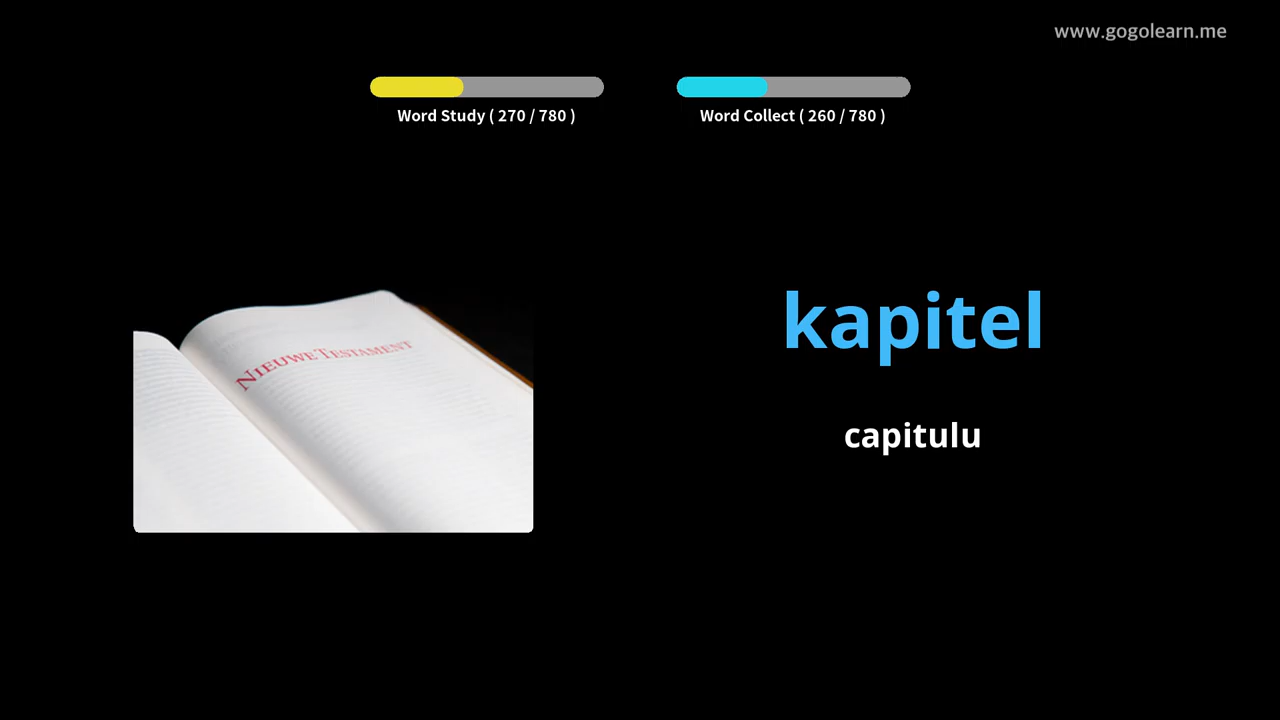 www.gogolearn.me
Word Study ( 270 / 780 )
Word Collect ( 260 / 780 )
NIEUWE TESTAMENT
kapitel
capitulu